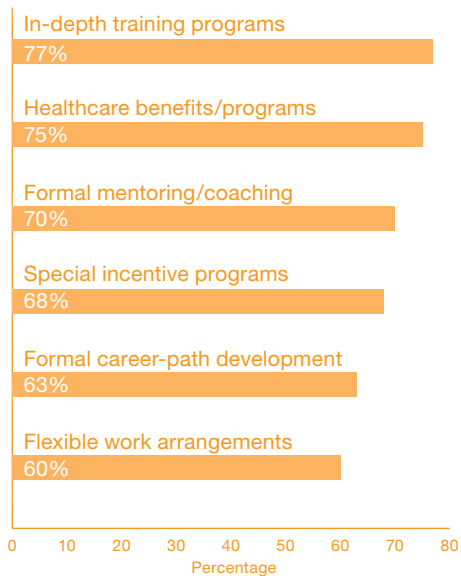 In-depth training programs
77%
Healthcare benefits/programs
75%
Formal mentoring/coaching
70%
Special incentive programs
68%
Formal career-path development
63%
Flexible work arrangements
60%
0 10 20 30 40 50 60 70 80
Percentage